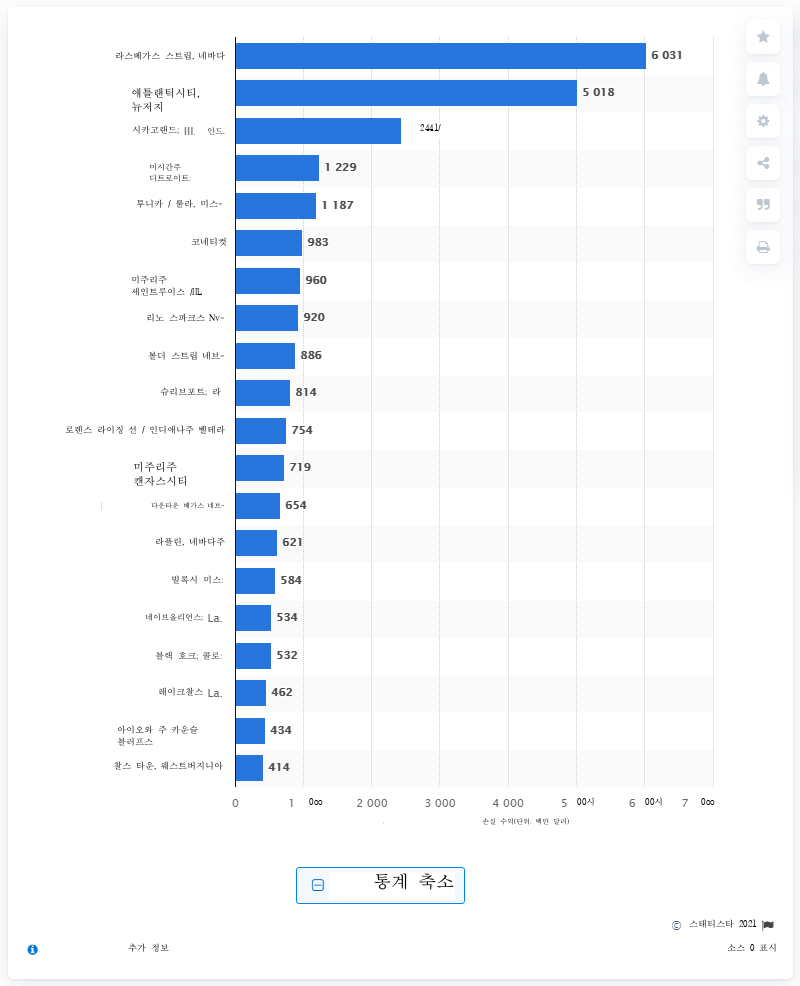 라스베가스 스트립, 네바다
6 031
애틀랜틱시티,
뉴저지
5 018
시카고랜드; Ill, 인드.
2441/
미시간주
디트로이트:
1 229
투니카 / 룰라, 미스-
1 187
코네티컷
983
미주리주
세인트루이스 /IL
960
리노 스파크스 Nv-
920
볼더 스트립 네브-
886
슈리브포트; 라
814
로렌스 라이징 선 / 인디애나주 벨테라
754
미주리주
캔자스시티
719
다운타운 베가스 네브-
654
라플린, 네바다주
621
빌록시 미스:
584
네이브올리언스; La.
534
블랙 호크; 콜로:
532
레이크찰스 La.
462
아이오와 주 카운슬
블러프스
434
찰스 타운, 웨스트버지니아
414
0 1 000 2 000 3 000 4 000 5 00시 6 00시 7 000
손실 수익(단위: 백만 달러)
통계 축소
© 스태티스타 2021
추가 정보
소스 0 표시